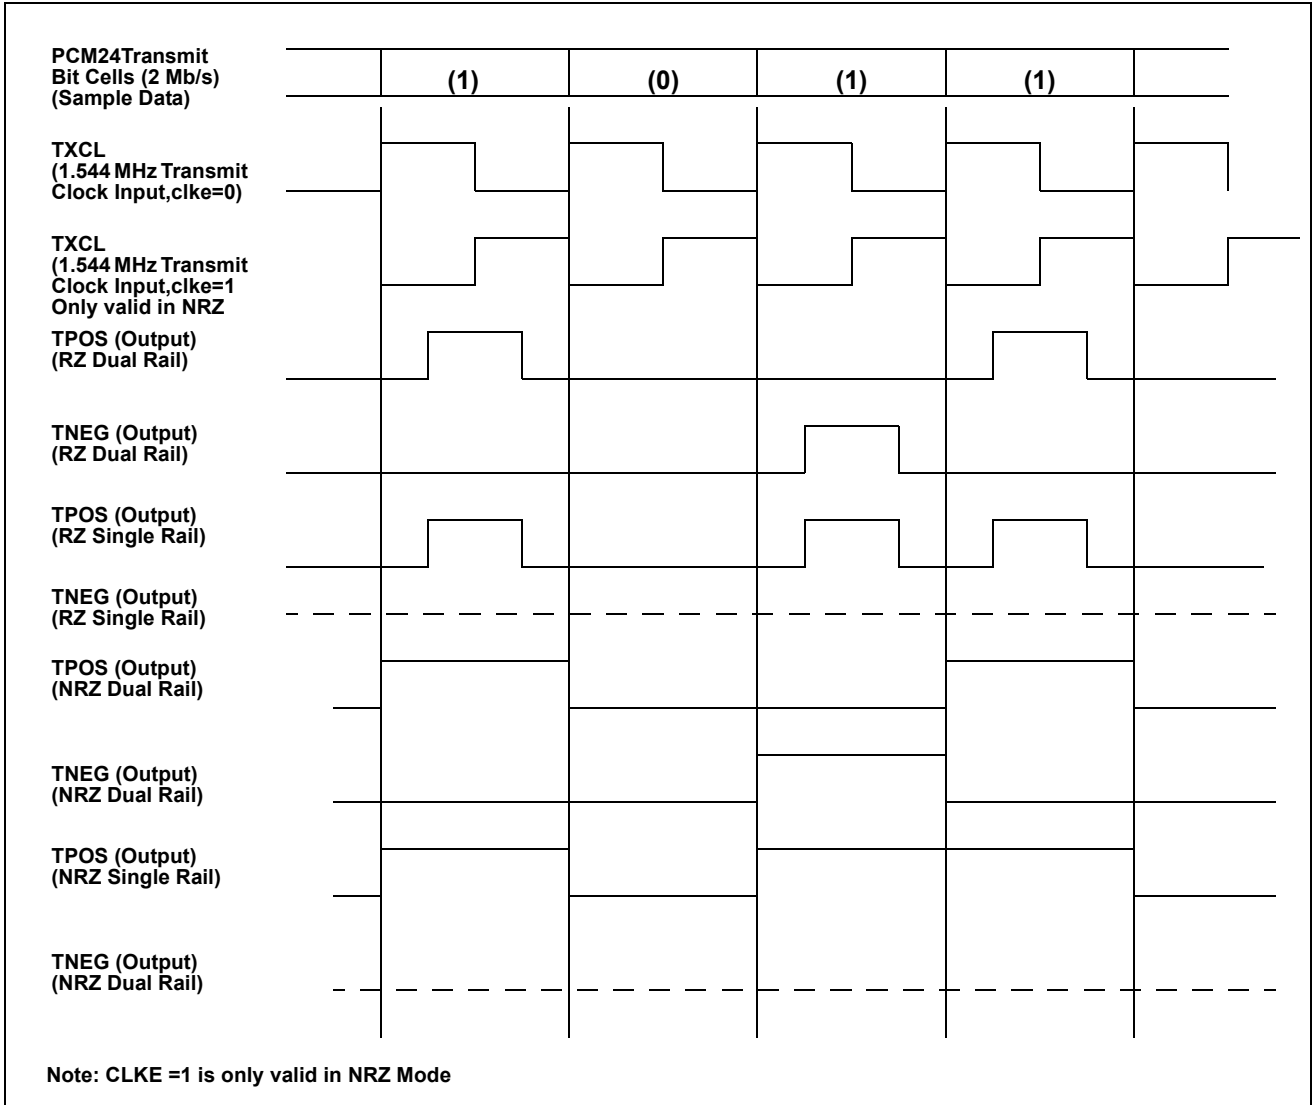 PCM24Transmit
Bit Cells (2 Mb/s)
(Sample Data)
(1)
(0)
(1)
(1)
TXCL
(1.544 MHz Transmit
Clock Input,clke=0)
TXCL
(1.544 MHz Transmit
Clock Input,clke=1
Only valid in NRZ
TPOS (Output)
(RZ Dual Rail)
TNEG (Output)
(RZ Dual Rail)
TPOS (Output)
(RZ Single Rail)
TNEG (Output)
(RZ Single Rail)
TPOS (Output)
(NRZ Dual Rail)
TNEG (Output)
(NRZ Dual Rail)
TPOS (Output)
(NRZ Single Rail)
TNEG (Output)
(NRZ Dual Rail)
Note: CLKE =1 is only valid in NRZ Mode